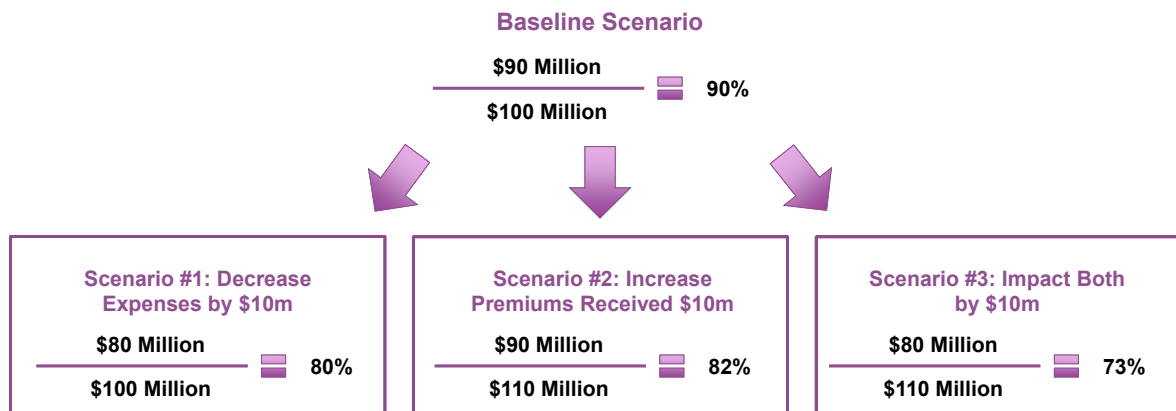 Baseline Scenario
$90 Million
$100 Million
90%
Scenario #1: Decrease
Expenses by $10m
$80 Million
$100 Million
80%
Scenario #2: Increase
Premiums Received $10m
$90 Million
$110 Million
82%
Scenario #3: Impact Both
by $10m
$80 Million
$110 Million
73%